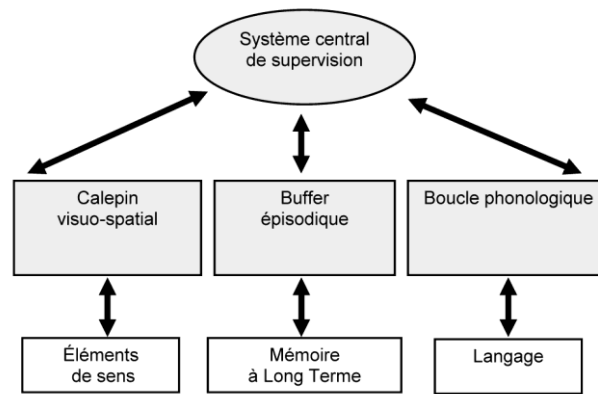 Système central
de supervision
Calepin
visuo-spatial
Buffer
épisodique
Boucle phonologique
Éléments
de sens
Mémoire
à Long Terme
Langage